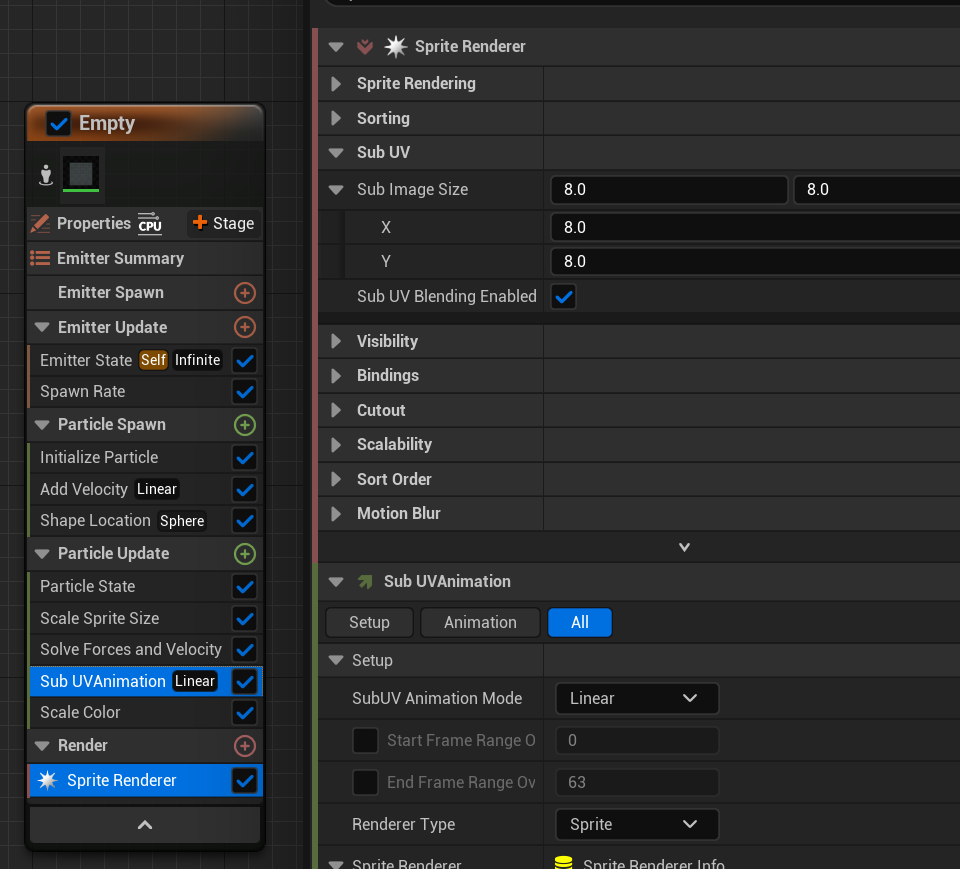 Empty
Properties CPU Stage
Emitter Summary
Emitter Spawn
Emitter Update
Emitter State Self Infinite
Spawn Rate
Particle Spawn
Initialize Particle
Add Velocity Linear
Shape Location Sphere
Particle Update
Particle State
Scale Sprite Size
Solve Forces and Velocity
Sub UVAnimation Linear
Scale Color
Render
Sprite Renderer
Sprite Renderer
Sprite Rendering
Sorting
Sub UV
Sub Image Size 8.0 8.0
X 8.0
Y 8.0
Sub UV Blending Enabled
Visibility
Bindings
Cutout
Scalability
Sort Order
Motion Blur
Sub UVAnimation
Setup Animation All
Setup
SubUV Animation Mode Linear
Start Frame Range O 0
End Frame Range Ov 63
Renderer Type Sprite
Sprite Renderer Sprite Renderer Info